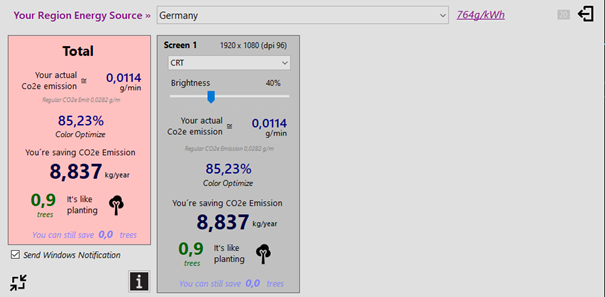 Your Region Energy Source » Germany 764g/kWh
Total
Your actual
Co2e emission ≅ 0,0114
g/min
Regular CO2e Emit 0.0282 g/m
85,23%
Color Optimize
You´re saving CO2e Emission
8,837 kg/year
0,9
trees
It's like
planting
You can still save 0,0 trees
Send Windows Notification
i
Screen 1 1920 x 1080 (dpi 96)
CRT
Brightness 40%
Your actual
Co2e emission ≅ 0,0114
g/min
Regular CO2e Emission 0.0282 g/m
85,23%
Color Optimize
You´re saving CO2e Emission
8,837 kg/year
0,9
trees
It's like
planting
You can still save 0,0 trees